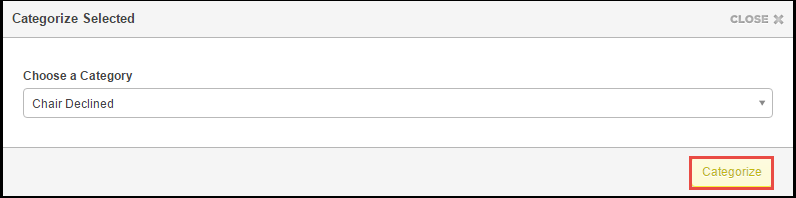 Categorize Selected CLOSE
Choose a Category
Chair Declined
Categorize